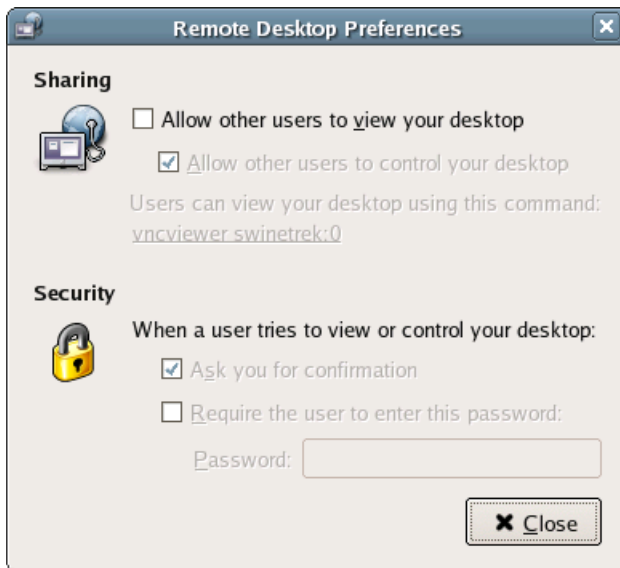 Remote Desktop Preferences
Sharing
Allow other users to view your desktop
Allow other users to control your desktop
Users can view your desktop using this command:
vncviewer swinetrek:0
Security
When a user tries to view or control your desktop:
Ask you for confirmation
Require the user to enter this password:
Password:
Close